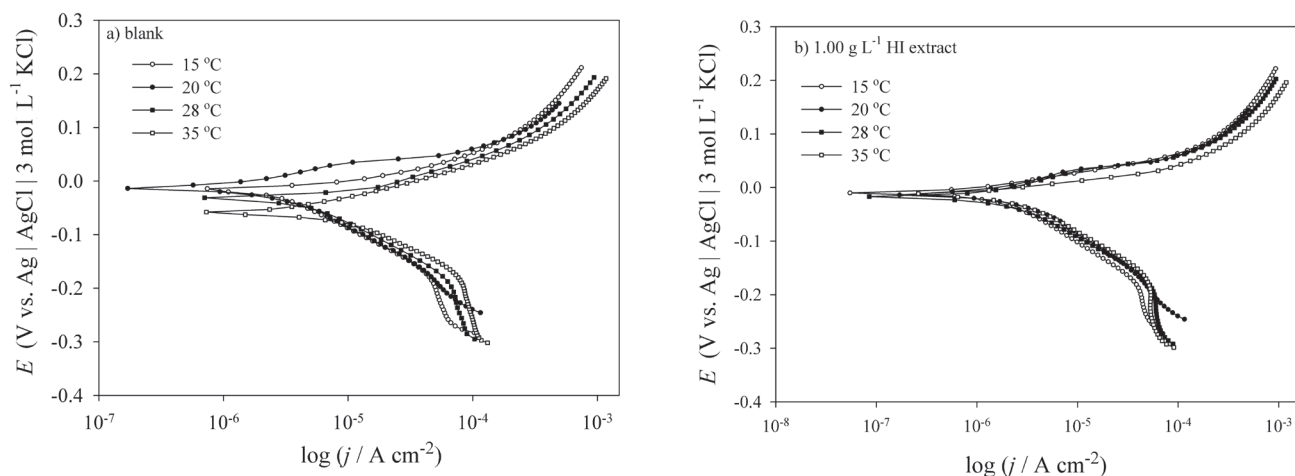 a) blank
15 °C
20 °C
28 °C
35 °C
0.3
0.2
0.1
0.0
-0.1
-0.2
-0.3
-0.4
E (V vs. Ag | AgCl | 3 mol L⁻¹ KCl)
10⁻⁷
10⁻⁶
10⁻⁵
10⁻⁴
10⁻³
log (j / A cm⁻²)
b) 1.00 g L⁻¹ HI extract
15 °C
20 °C
28 °C
35 °C
0.3
0.2
0.1
0.0
-0.1
-0.2
-0.3
-0.4
E (V vs. Ag | AgCl | 3 mol L⁻¹ KCl)
10⁻⁸
10⁻⁷
10⁻⁶
10⁻⁵
10⁻⁴
10⁻³
log (j / A cm⁻²)